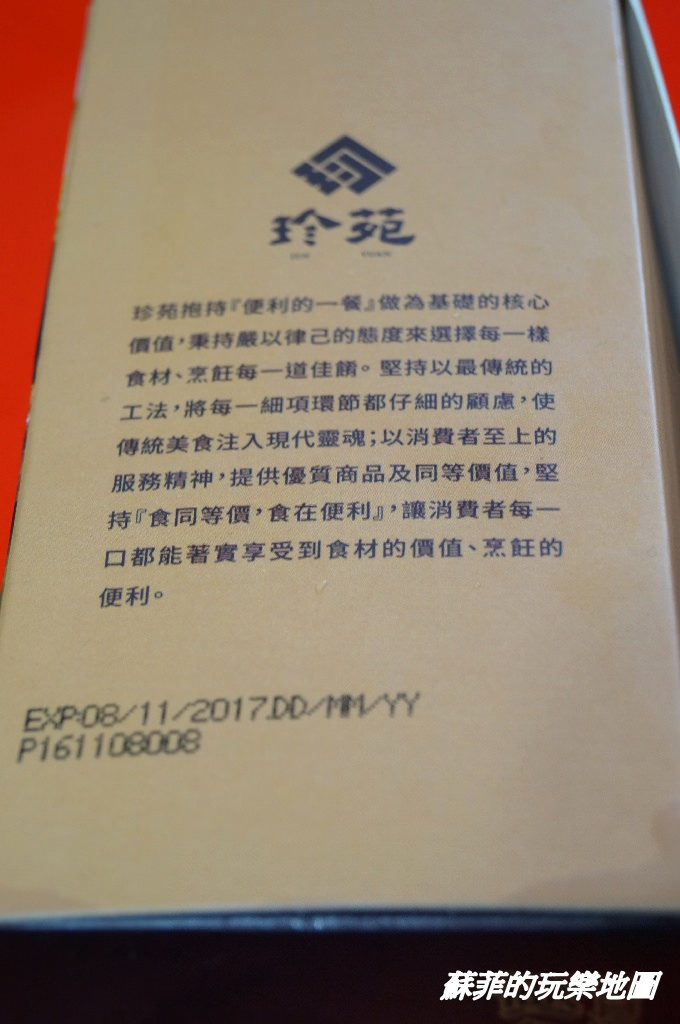 珍苑
珍苑抱持『便利的一餐』做為基礎的核心
價值，秉持嚴以律己的態度來選擇每一樣
食材、烹飪每一道佳餚。堅持以最傳統的
工法，將每一細項環節都仔細的顧慮，使
傳統美食注入現代靈魂；以消費者至上的
服務精神，提供優質商品及同等價值，堅
持『食同等價，食在便利』，讓消費者每一
口都能著實享受到食材的價值、烹飪的
便利。
EXP:08/11/2017.DD/MM/YY
P161108008
蘇菲的玩樂地圖